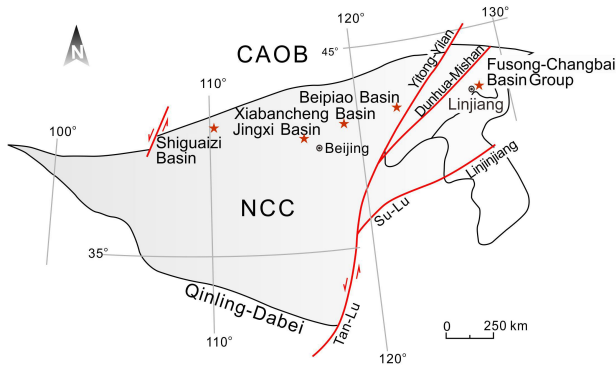 130°
120°
45°
CAOB
Yitong-Yilan
Dunhua-Mishan
Fusong-Changbai
Basin Group
Linjiang
110°
Beipiao Basin
Xiabancheng Basin
Jingxi Basin
Beijing
100°
Shiguaizi
Basin
N
NCC
Linjinjiang
Su-Lu
35°
Qinling-Dabei
Tan-Lu
110°
120°
0 250 km